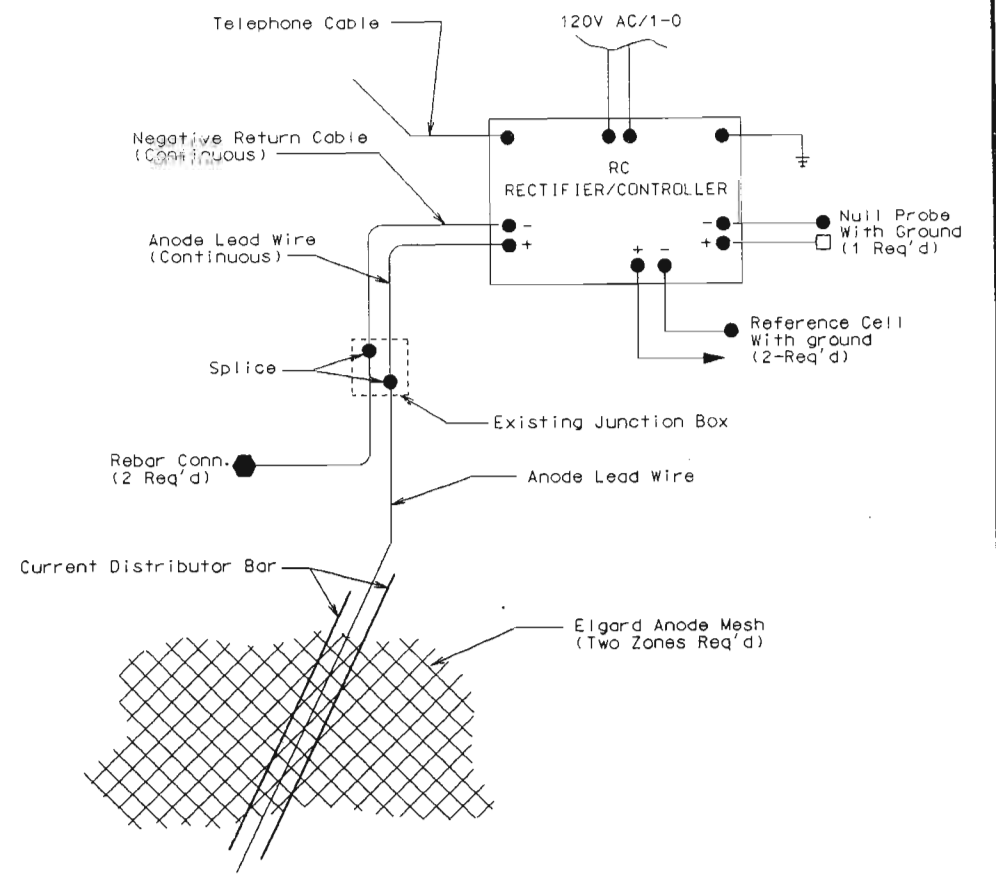 Telephone Cable
120V AC/1-O
Negative Return Cable
(Continuous)
RC
RECTIFIER/CONTROLLER
Anode Lead Wire
(Continuous)
-
+
-
+
+ -
Null Probe
With Ground
(1 Req'd)
Reference Cell
With ground
(2-Req'd)
Splice
Existing Junction Box
Rebar Conn.
(2 Req'd)
Anode Lead Wire
Current Distributor Bar
Elgard Anode Mesh
(Two Zones Req'd)